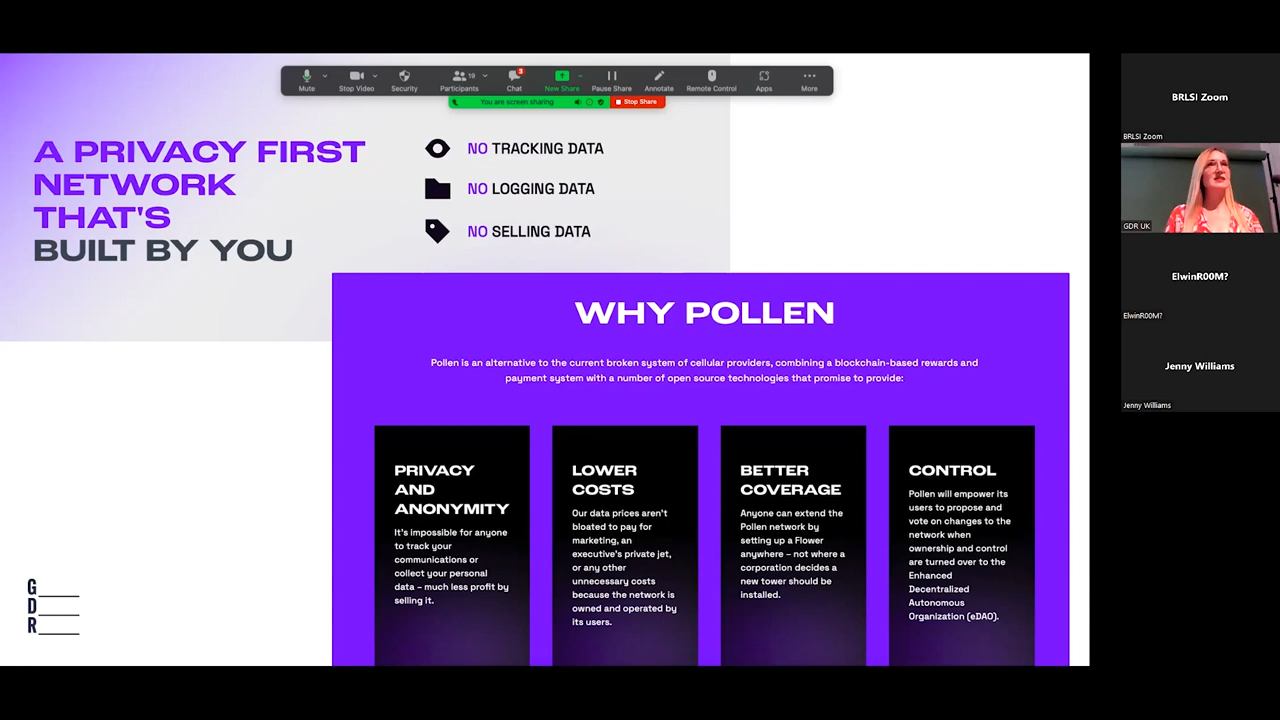 Mute
Stop Video
Security
Participants
19
Chat
3
New Share
Pause Share
Annotate
Remote Control
Apps
More
You are screen sharing
Stop Share
A PRIVACY FIRST
NETWORK
THAT'S
BUILT BY YOU
NO TRACKING DATA
NO LOGGING DATA
NO SELLING DATA
WHY POLLEN
Pollen is an alternative to the current broken system of cellular providers, combining a blockchain-based rewards and
payment system with a number of open source technologies that promise to provide:
PRIVACY
AND
ANONYMITY
It's impossible for anyone
to track your
communications or
collect your personal
data – much less profit by
selling it.
LOWER
COSTS
Our data prices aren't
bloated to pay for
marketing, an
executive's private jet,
or any other
unnecessary costs
because the network is
owned and operated by
its users.
BETTER
COVERAGE
Anyone can extend the
Pollen network by
setting up a Flower
anywhere – not where a
corporation decides a
new tower should be
installed.
CONTROL
Pollen will empower its
users to propose and
vote on changes to the
network when
ownership and control
are turned over to the
Enhanced
Decentralized
Autonomous
Organization (eDAO).
G
D
R
BRLSI Zoom
BRLSI Zoom
GDR UK
ElwinR00M?
ElwinR00M?
Jenny Williams
Jenny Williams